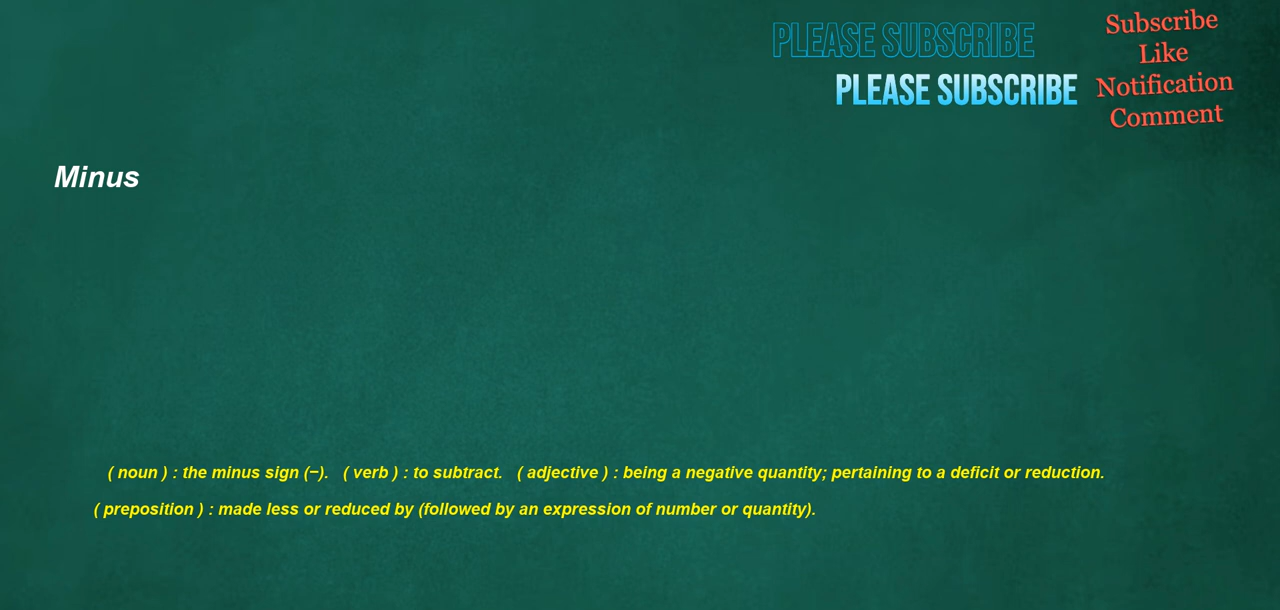 PLEASE SUBSCRIBE
PLEASE SUBSCRIBE
Subscribe
Like
Notification
Comment
Minus
( noun ) : the minus sign (−). ( verb ) : to subtract. ( adjective ) : being a negative quantity; pertaining to a deficit or reduction.
( preposition ) : made less or reduced by (followed by an expression of number or quantity).